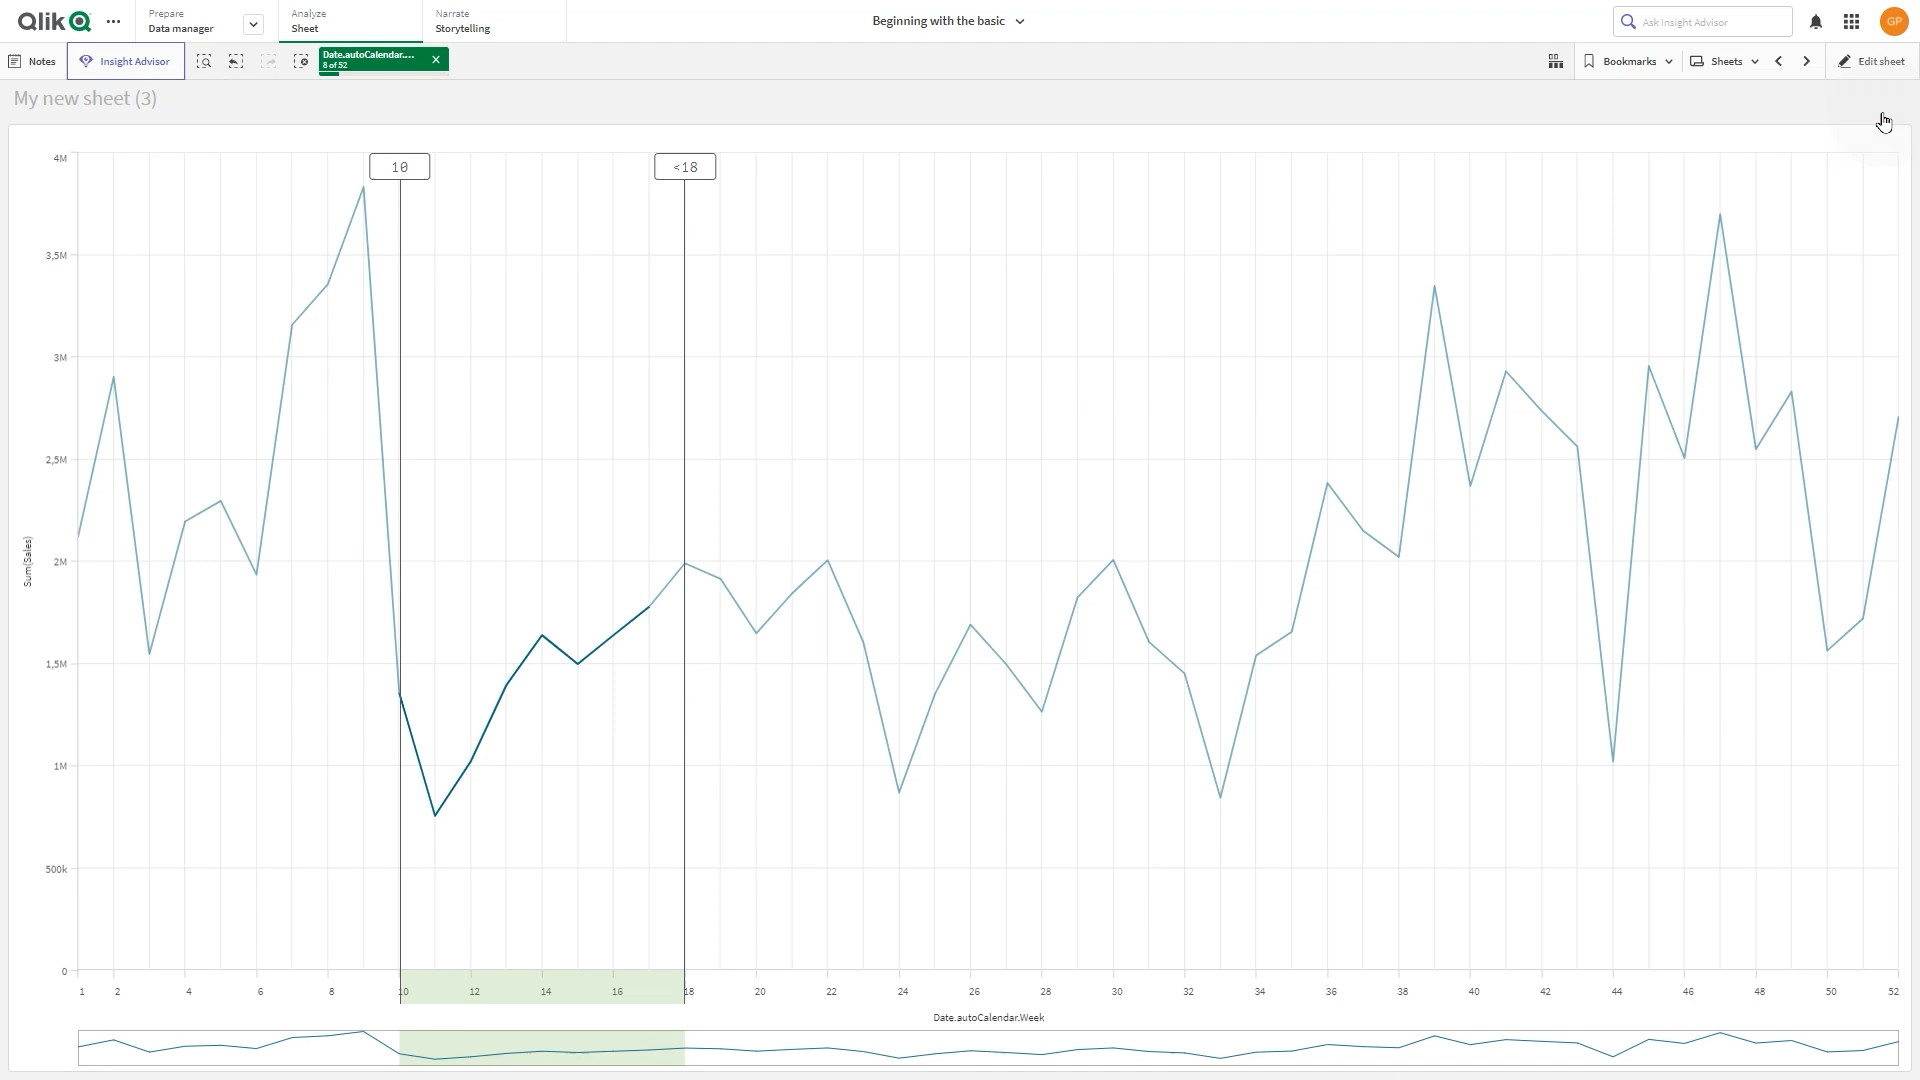 Qlik
Prepare
Data manager
Analyze
Sheet
Narrate
Storytelling
Beginning with the basic
Ask Insight Advisor
GP
Notes
Insight Advisor
Date.autoCalendar....
8 of 52
Bookmarks
Sheets
Edit sheet
My new sheet (3)
4M
3,5M
3M
2,5M
2M
1,5M
1M
500k
0
Sum(Sales)
10
<18
1 2 4 6 8 10 12 14 16 18 20 22 24 26 28 30 32 34 36 38 40 42 44 46 48 50 52
Date.autoCalendar.Week